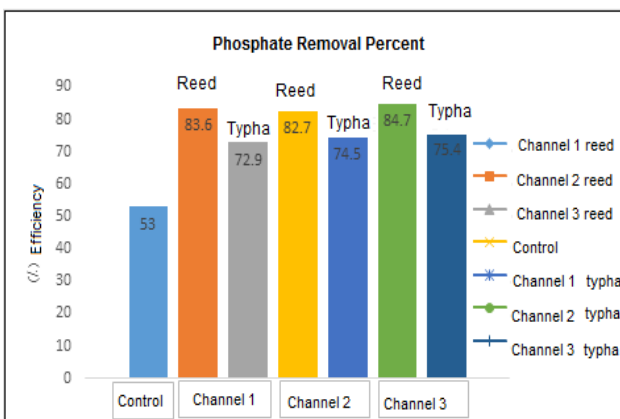 Phosphate Removal Percent
(%) Efficiency
90
80
70
60
50
40
30
20
10
0
53
Reed
83.6
Typha
72.9
Reed
82.7
Typha
74.5
Reed
84.7
Typha
75.4
Control
Channel 1
Channel 2
Channel 3
Channel 1 reed
Channel 2 reed
Channel 3 reed
Control
Channel 1 typha
Channel 2 typha
Channel 3 typha